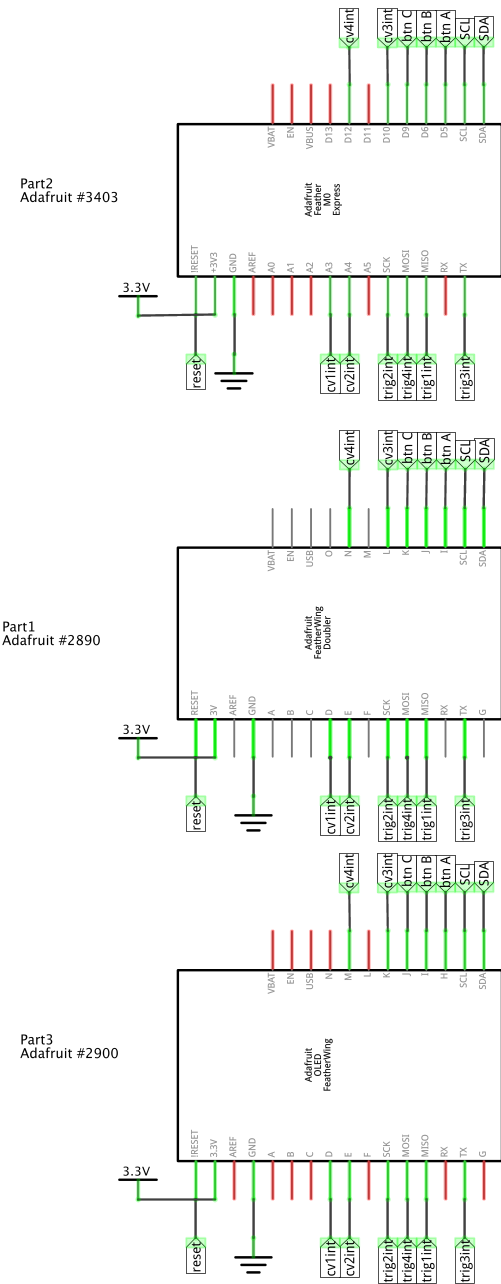 cv4int
cv3int
btn C
btn B
btn A
SCL
SDA
VBAT
EN
VBUS
D13
D12
D11
D10
D9
D6
D5
SCL
SDA
Part2
Adafruit #3403
Adafruit
Feather
M0
Express
!RESET
+3V3
GND
AREF
A0
A1
A2
A3
A4
A5
SCK
MOSI
MISO
RX
TX
3.3V
reset
cv1int
cv2int
trig2int
trig4int
trig1int
trig3int
cv4int
cv3int
btn C
btn B
btn A
SCL
SDA
VBAT
EN
USB
O
N
M
L
K
J
I
SCL
SDA
Part1
Adafruit #2890
Adafruit
FeatherWing
Doubler
RESET
3V
AREF
GND
A
B
C
D
E
F
SCK
MOSI
MISO
RX
TX
G
3.3V
reset
cv1int
cv2int
trig2int
trig4int
trig1int
trig3int
cv4int
cv3int
btn C
btn B
btn A
SCL
SDA
VBAT
EN
USB
N
M
L
K
J
I
H
SCL
SDA
Part3
Adafruit #2900
Adafruit
OLED
FeatherWing
!RESET
3.3V
AREF
GND
A
B
C
D
E
F
SCK
MOSI
MISO
RX
TX
G
3.3V
reset
cv1int
cv2int
trig2int
trig4int
trig1int
trig3int